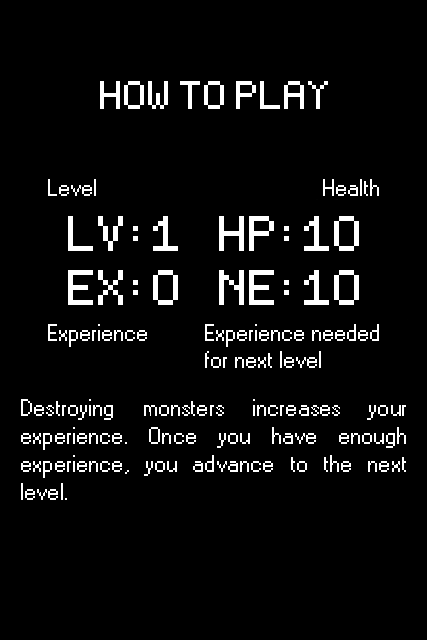 HOW TO PLAY
Level Health
LV:1 HP:10
EX:0 NE:10
Experience Experience needed
for next level
Destroying monsters increases your
experience. Once you have enough
experience, you advance to the next
level.